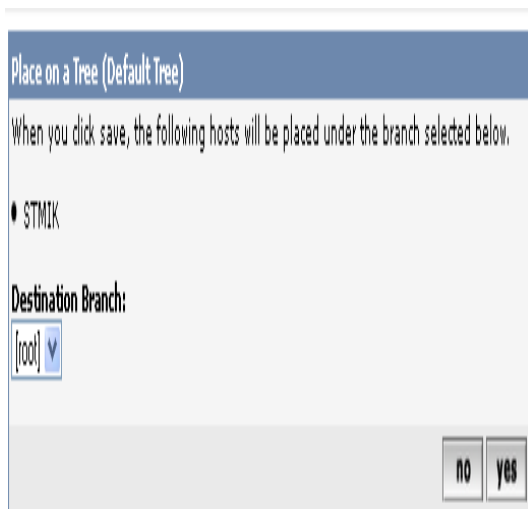 Place on a Tree (Default Tree)
When you click save, the following hosts will be placed under the branch selected below.
• STMIK
Destination Branch:
[root]
no yes